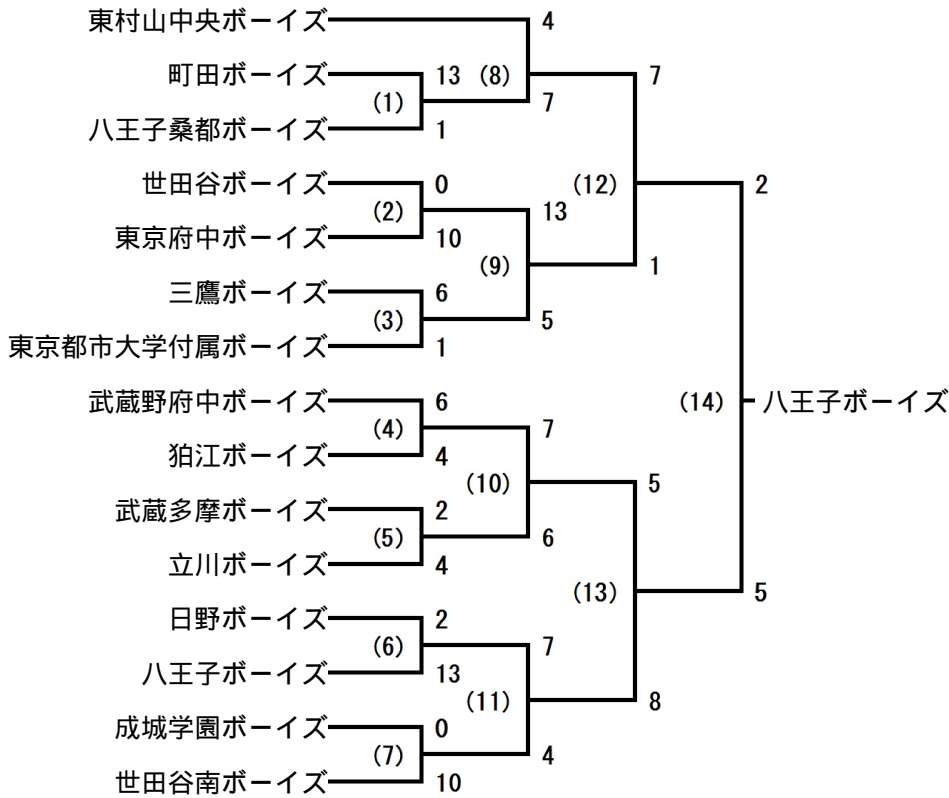 東村山中央ボーイズ 4
町田ボーイズ 13 (8) 7
(1) 7
八王子桑都ボーイズ 1
世田谷ボーイズ 0 (12) 2
(2) 13
東京府中ボーイズ 10
(9) 1
三鷹ボーイズ 6
(3) 5
東京都市大学付属ボーイズ 1
武蔵野府中ボーイズ 6 (14) 八王子ボーイズ
(4) 7
狛江ボーイズ 4
(10) 5
武蔵多摩ボーイズ 2
(5) 6
立川ボーイズ 4
(13) 5
日野ボーイズ 2
(6) 7
八王子ボーイズ 13
(11) 8
成城学園ボーイズ 0
(7) 4
世田谷南ボーイズ 10